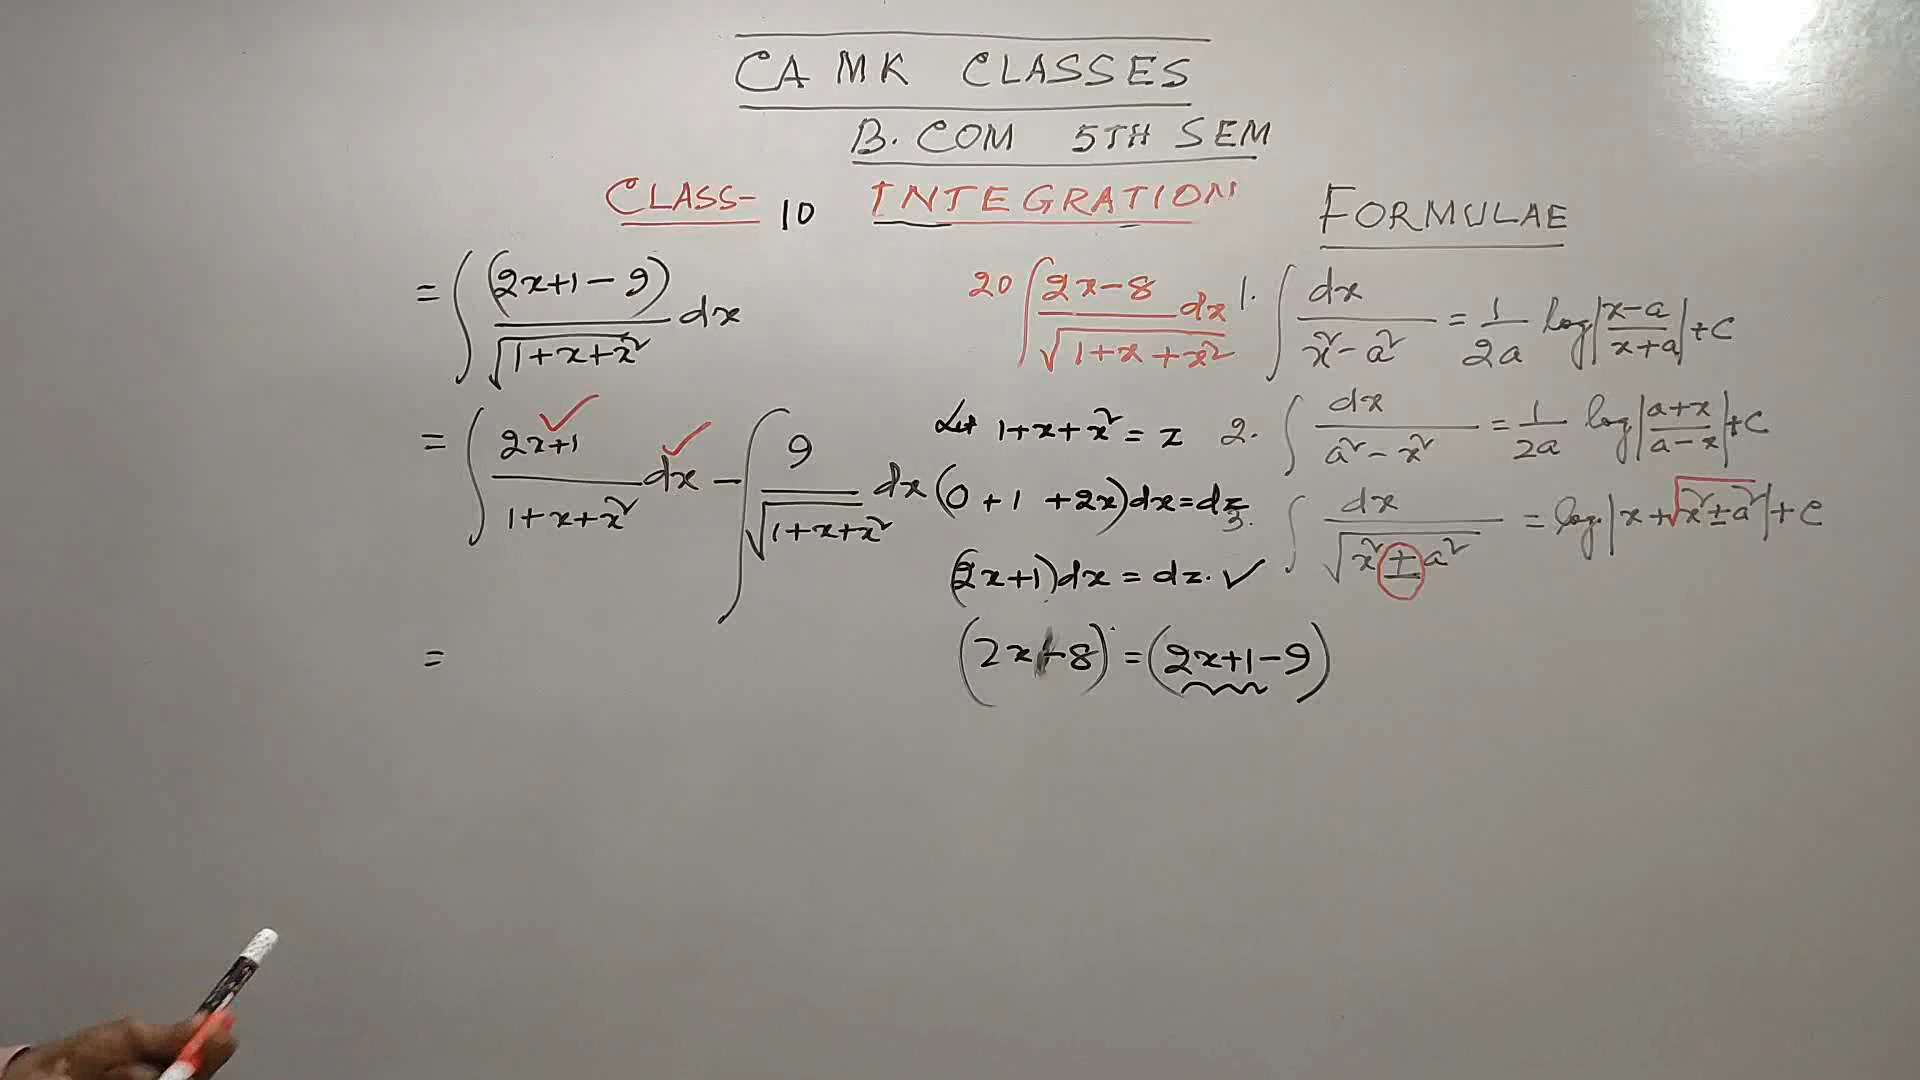 CA MK CLASSES
B. COM 5TH SEM
CLASS- 10 INTEGRATION
FORMULAE
= ∫ (2x+1-9)/√(1+x+x²) dx
= ∫ (2x+1)/(1+x+x²) dx - ∫ 9/√(1+x+x²) dx
=
20 ∫ (2x-8)/√(1+x+x²) dx
Let 1+x+x² = z
(0+1+2x)dx = dz
(2x+1)dx = dz. ✓
(2x-8) = (2x+1-9)
1. ∫ dx/(x²-a²) = 1/2a log|(x-a)/(x+a)|+C
2. ∫ dx/(a²-x²) = 1/2a log|(a+x)/(a-x)|+C
3. ∫ dx/√(x²±a²) = log|x+√(x²±a²)|+C